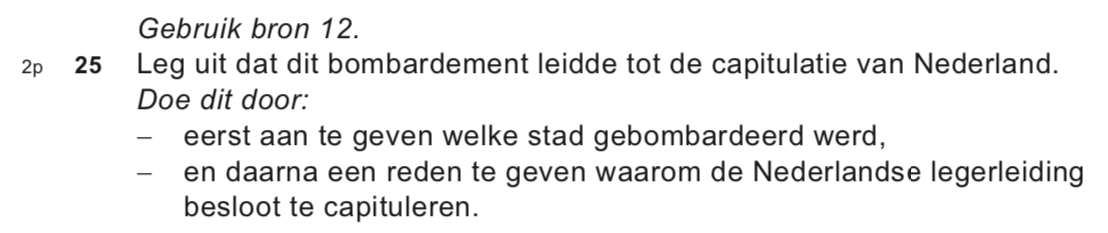 Gebruik bron 12.
2p 25 Leg uit dat dit bombardement leidde tot de capitulatie van Nederland.
Doe dit door:
– eerst aan te geven welke stad gebombardeerd werd,
– en daarna een reden te geven waarom de Nederlandse legerleiding
besloot te capituleren.